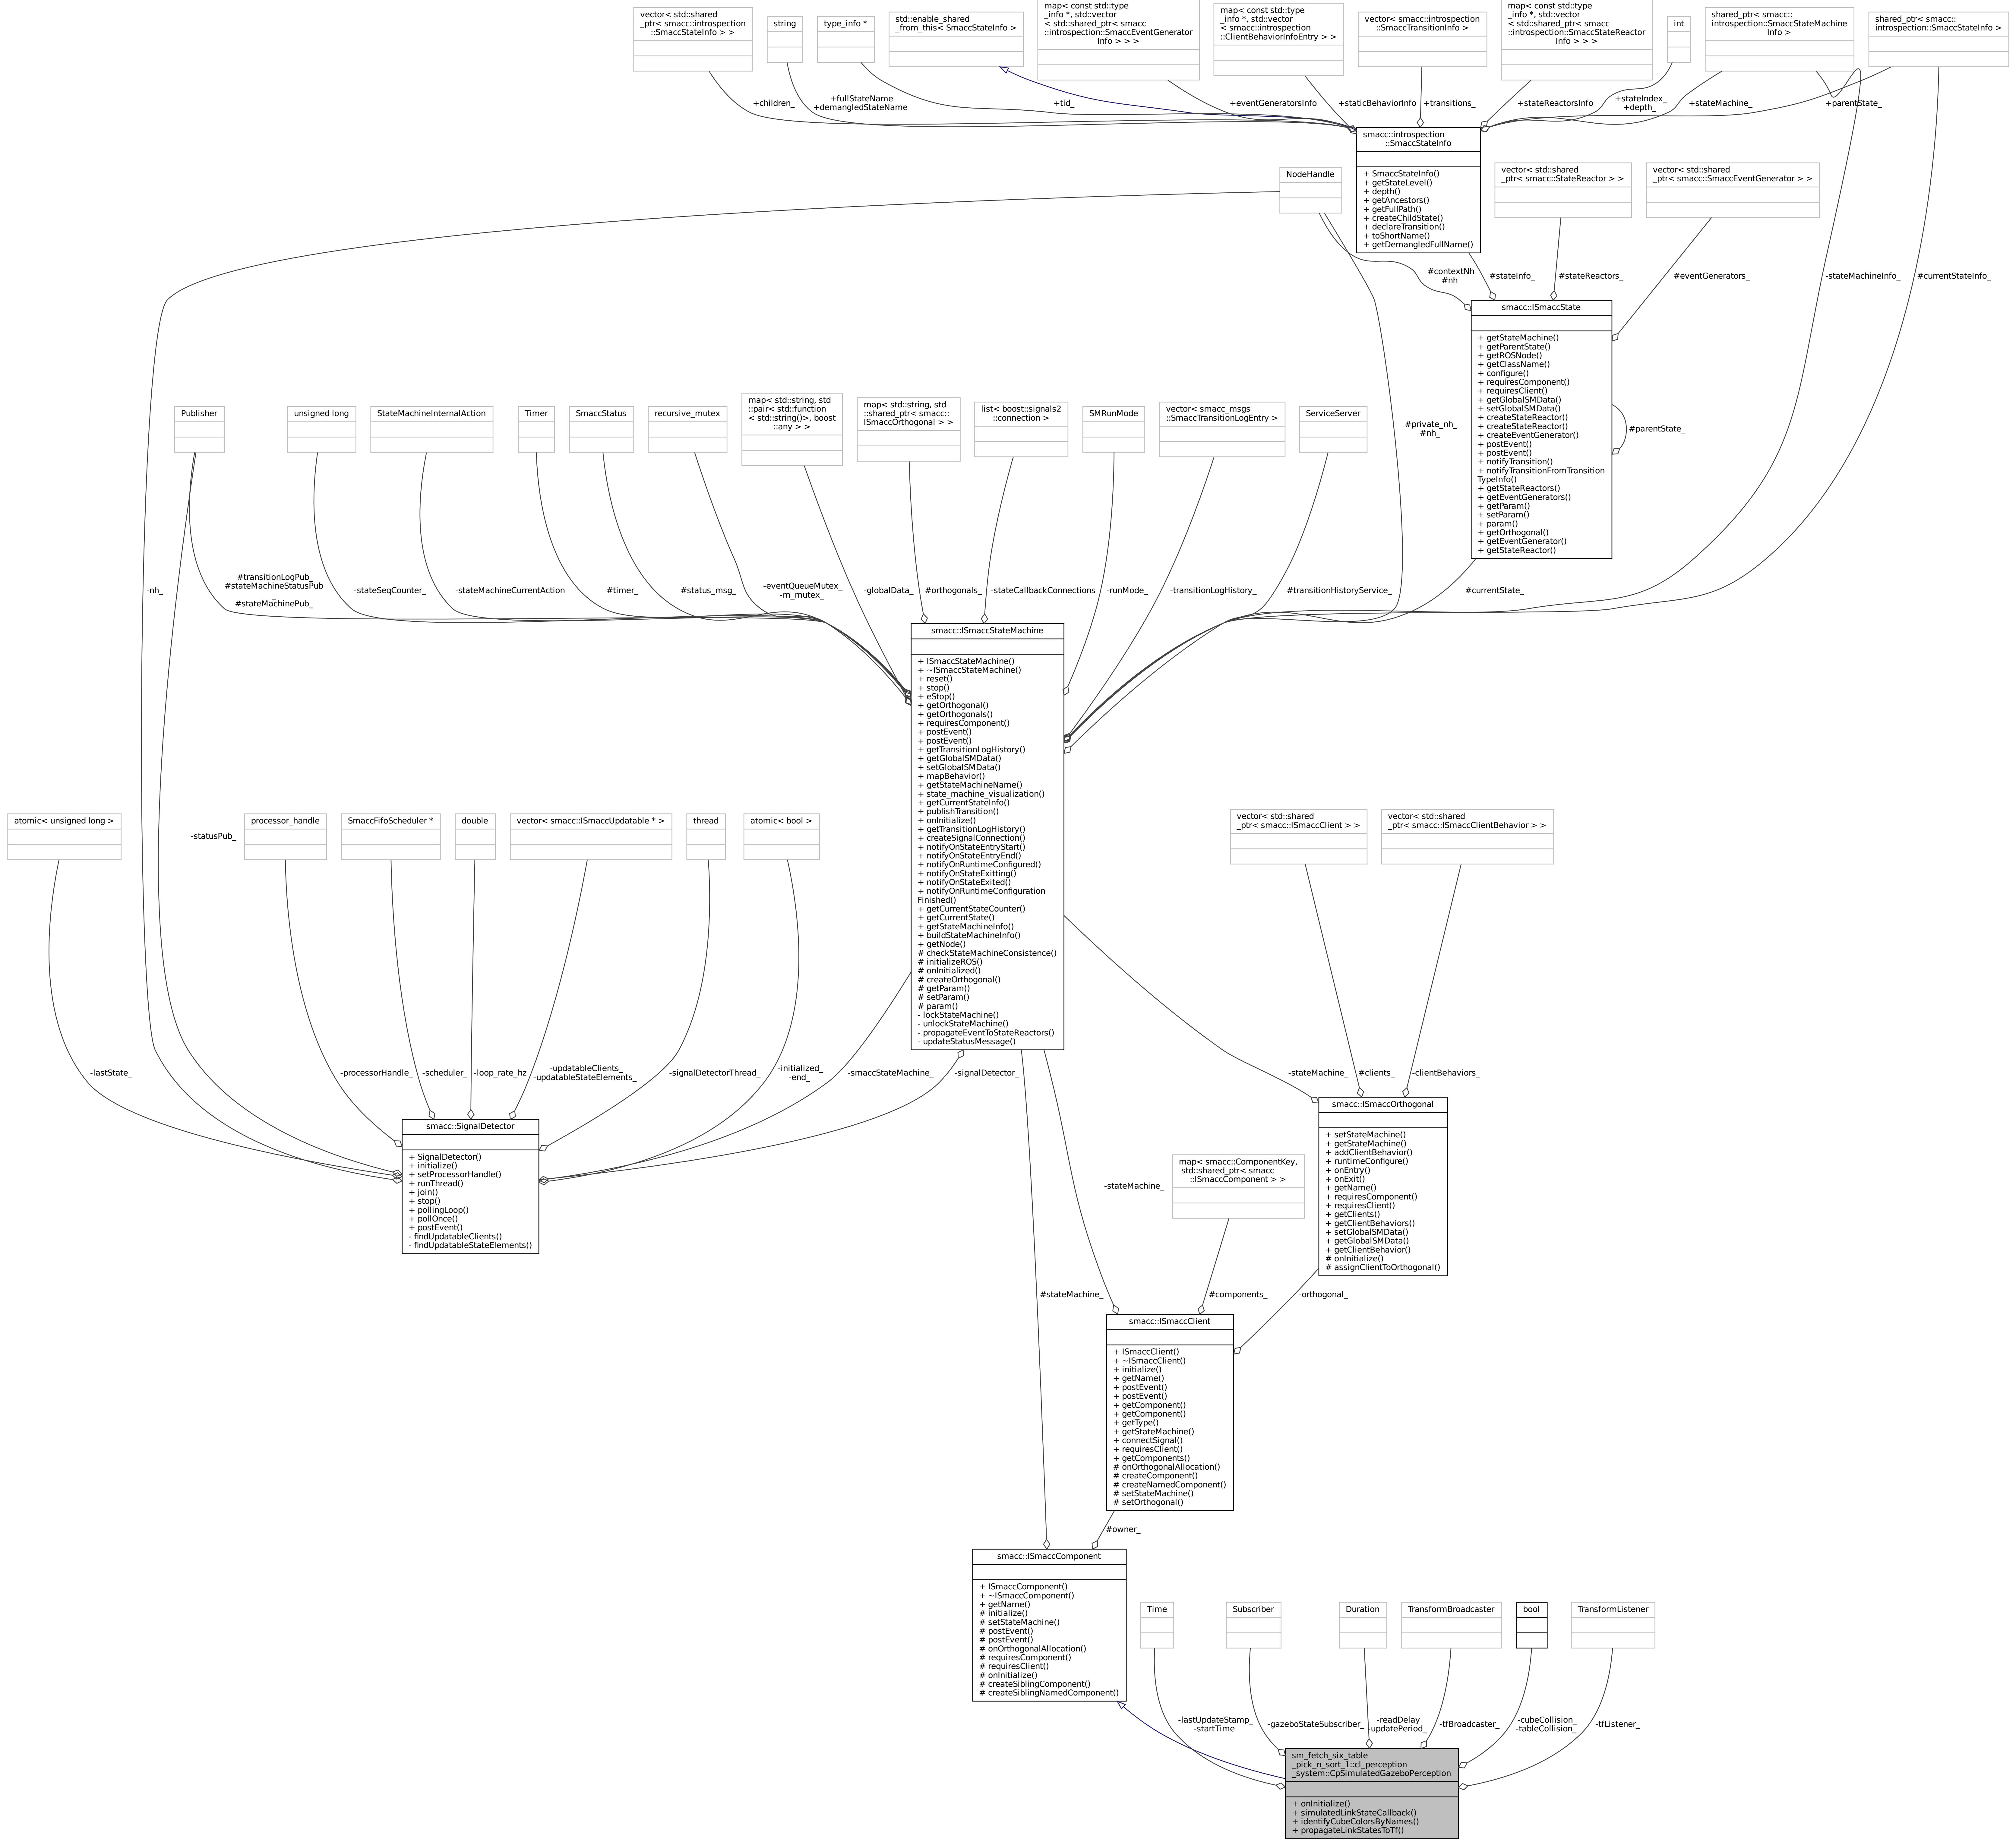 vector< std::shared
_ptr< smacc::introspection
::SmaccStateInfo > >
string
type_info *
std::enable_shared
_from_this< SmaccStateInfo >
map< const std::type
_info *, std::vector
< std::shared_ptr< smacc
::introspection::SmaccEventGenerator
Info > > >
map< const std::type
_info *, std::vector
< smacc::introspection
::ClientBehaviorInfoEntry > >
vector< smacc::introspection
::SmaccTransitionInfo >
map< const std::type
_info *, std::vector
< std::shared_ptr< smacc
::introspection::SmaccStateReactor
Info > > >
int
shared_ptr< smacc::
introspection::SmaccStateMachine
Info >
shared_ptr< smacc::
introspection::SmaccStateInfo >
+children_
+fullStateName
+demangledStateName
+tid_
+eventGeneratorsInfo
+staticBehaviorInfo
+transitions_
+stateReactorsInfo
+stateIndex_
+depth_
+stateMachine_
+parentState_
smacc::introspection
::SmaccStateInfo
+ SmaccStateInfo()
+ getStateLevel()
+ depth()
+ getAncestors()
+ getFullPath()
+ createChildState()
+ declareTransition()
+ toShortName()
+ getDemangledFullName()
NodeHandle
vector< std::shared
_ptr< smacc::StateReactor > >
vector< std::shared
_ptr< smacc::SmaccEventGenerator > >
#contextNh
#nh
#stateInfo_
#stateReactors_
#eventGenerators_
-stateMachineInfo_
#currentStateInfo_
smacc::ISmaccState
+ getStateMachine()
+ getParentState()
+ getROSNode()
+ getClassName()
+ configure()
+ requiresComponent()
+ requiresClient()
+ getGlobalSMData()
+ setGlobalSMData()
+ createStateReactor()
+ createStateReactor()
+ createEventGenerator()
+ postEvent()
+ postEvent()
+ notifyTransition()
+ notifyTransitionFromTransition
TypeInfo()
+ getStateReactors()
+ getEventGenerators()
+ getParam()
+ setParam()
+ param()
+ getOrthogonal()
+ getEventGenerator()
+ getStateReactor()
#parentState_
Publisher
unsigned long
StateMachineInternalAction
Timer
SmaccStatus
recursive_mutex
map< std::string, std
::pair< std::function
< std::string()>, boost
::any > >
map< std::string, std
::shared_ptr< smacc::
ISmaccOrthogonal > >
list< boost::signals2
::connection >
SMRunMode
vector< smacc_msgs
::SmaccTransitionLogEntry >
ServiceServer
#private_nh_
#nh_
-nh_
#transitionLogPub_
#stateMachineStatusPub
_
#stateMachinePub_
-stateSeqCounter_
-stateMachineCurrentAction
#timer_
#status_msg_
-eventQueueMutex_
-m_mutex_
-globalData_
#orthogonals_
-stateCallbackConnections
-runMode_
-transitionLogHistory_
#transitionHistoryService_
#currentState_
smacc::ISmaccStateMachine
+ ISmaccStateMachine()
+ ~ISmaccStateMachine()
+ reset()
+ stop()
+ eStop()
+ getOrthogonal()
+ getOrthogonals()
+ requiresComponent()
+ postEvent()
+ postEvent()
+ getTransitionLogHistory()
+ getGlobalSMData()
+ setGlobalSMData()
+ mapBehavior()
+ getStateMachineName()
+ state_machine_visualization()
+ getCurrentStateInfo()
+ publishTransition()
+ onInitialize()
+ getTransitionLogHistory()
+ createSignalConnection()
+ notifyOnStateEntryStart()
+ notifyOnStateEntryEnd()
+ notifyOnRuntimeConfigured()
+ notifyOnStateExitting()
+ notifyOnStateExited()
+ notifyOnRuntimeConfiguration
Finished()
+ getCurrentStateCounter()
+ getCurrentState()
+ getStateMachineInfo()
+ buildStateMachineInfo()
+ getNode()
# checkStateMachineConsistence()
# initializeROS()
# onInitialized()
# createOrthogonal()
# getParam()
# setParam()
# param()
- lockStateMachine()
- unlockStateMachine()
- propagateEventToStateReactors()
- updateStatusMessage()
atomic< unsigned long >
-statusPub_
processor_handle
SmaccFifoScheduler *
double
vector< smacc::ISmaccUpdatable * >
thread
atomic< bool >
vector< std::shared
_ptr< smacc::ISmaccClient > >
vector< std::shared
_ptr< smacc::ISmaccClientBehavior > >
-lastState_
-processorHandle_
-scheduler_
-loop_rate_hz
-updatableClients_
-updatableStateElements_
-signalDetectorThread_
-initialized_
-end_
-smaccStateMachine_
-signalDetector_
-stateMachine_
#clients_
-clientBehaviors_
smacc::SignalDetector
+ SignalDetector()
+ initialize()
+ setProcessorHandle()
+ runThread()
+ join()
+ stop()
+ pollingLoop()
+ pollOnce()
+ postEvent()
- findUpdatableClients()
- findUpdatableStateElements()
smacc::ISmaccOrthogonal
+ setStateMachine()
+ getStateMachine()
+ addClientBehavior()
+ runtimeConfigure()
+ onEntry()
+ onExit()
+ getName()
+ requiresComponent()
+ requiresClient()
+ getClients()
+ getClientBehaviors()
+ setGlobalSMData()
+ getGlobalSMData()
+ getClientBehavior()
# onInitialize()
# assignClientToOrthogonal()
-stateMachine_
map< smacc::ComponentKey,
std::shared_ptr< smacc
::ISmaccComponent > >
#stateMachine_
#components_
-orthogonal_
smacc::ISmaccClient
+ ISmaccClient()
+ ~ISmaccClient()
+ initialize()
+ getName()
+ postEvent()
+ postEvent()
+ getComponent()
+ getComponent()
+ getType()
+ getStateMachine()
+ connectSignal()
+ requiresClient()
+ getComponents()
# onOrthogonalAllocation()
# createComponent()
# createNamedComponent()
# setStateMachine()
# setOrthogonal()
#owner_
smacc::ISmaccComponent
+ ISmaccComponent()
+ ~ISmaccComponent()
+ getName()
# initialize()
# setStateMachine()
# postEvent()
# postEvent()
# onOrthogonalAllocation()
# requiresComponent()
# requiresClient()
# onInitialize()
# createSiblingComponent()
# createSiblingNamedComponent()
Time
Subscriber
Duration
TransformBroadcaster
bool
TransformListener
-lastUpdateStamp_
-startTime
-gazeboStateSubscriber_
-readDelay
-updatePeriod_
-tfBroadcaster_
-cubeCollision_
-tableCollision_
-tfListener_
sm_fetch_six_table
_pick_n_sort_1::cl_perception
_system::CpSimulatedGazeboPerception
+ onInitialize()
+ simulatedLinkStateCallback()
+ identifyCubeColorsByNames()
+ propagateLinkStatesToTf()